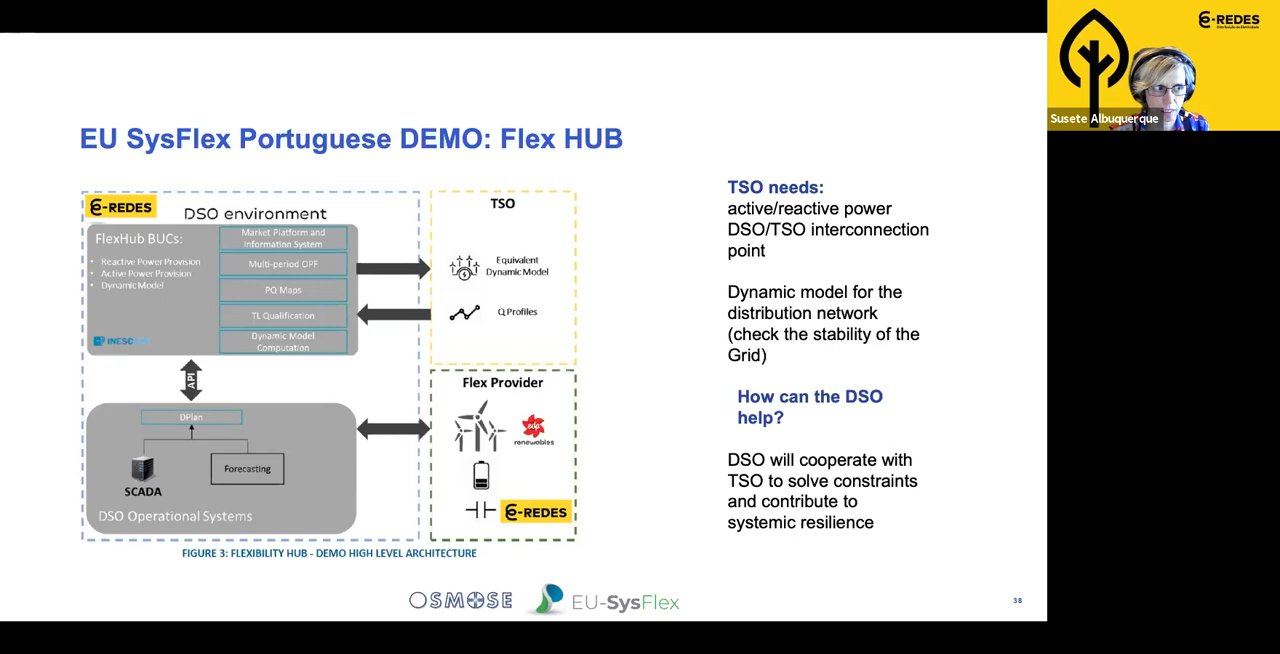 EU SysFlex Portuguese DEMO: Flex HUB
E-REDES
DSO environment
FlexHub BUCs:
• Reactive Power Provision
• Active Power Provision
• Dynamic Model
INESC
Market Platform and
Information System
Multi-period OPF
PQ Maps
TL Qualification
Dynamic Model
Computation
API
DPlan
SCADA
Forecasting
DSO Operational Systems
TSO
Equivalent
Dynamic Model
Q Profiles
Flex Provider
edp
renewables
E-REDES
FIGURE 3: FLEXIBILITY HUB - DEMO HIGH LEVEL ARCHITECTURE
TSO needs:
active/reactive power
DSO/TSO interconnection
point
Dynamic model for the
distribution network
(check the stability of the
Grid)
How can the DSO
help?
DSO will cooperate with
TSO to solve constraints
and contribute to
systemic resilience
OSMOSE
EU-SysFlex
38
E-REDES
Susete Albuquerque